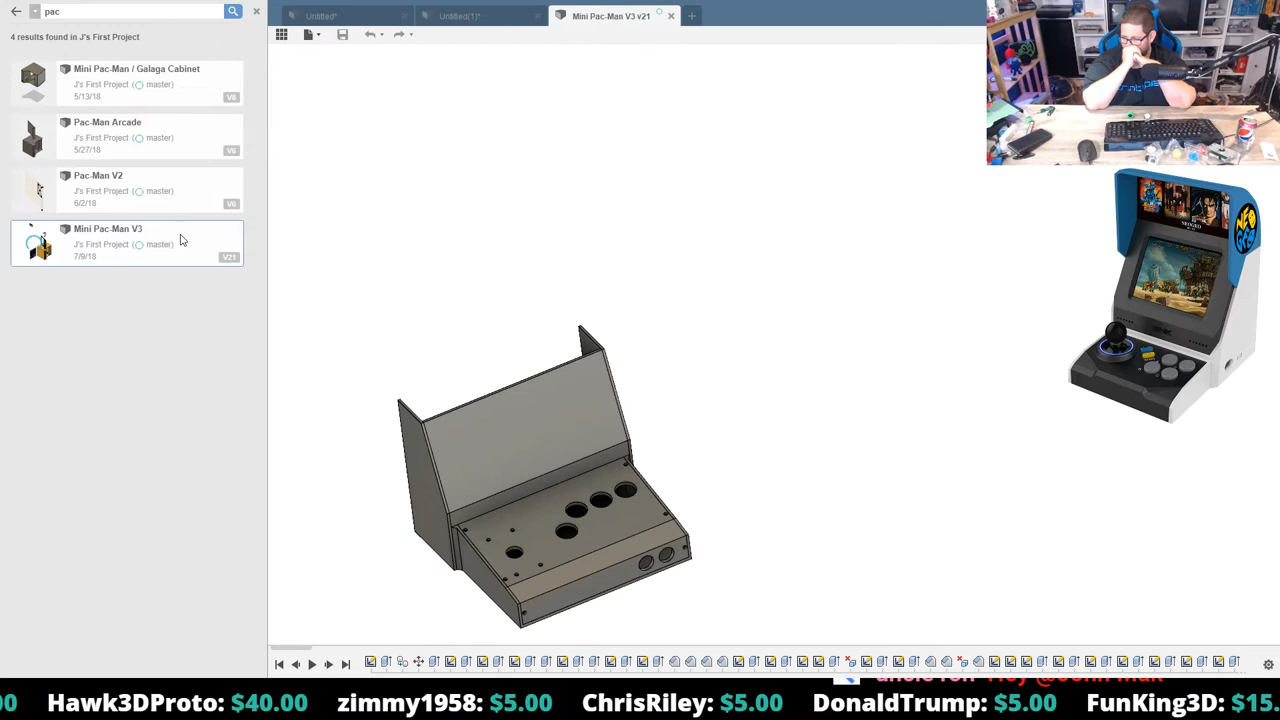 pac
Untitled*
Untitled(1)*
Mini Pac-Man V3 v21
4 results found in J's First Project
Mini Pac-Man / Galaga Cabinet
J's First Project ( master)
5/13/18
V8
Pac-Man Arcade
J's First Project ( master)
5/27/18
V6
Pac-Man V2
J's First Project ( master)
6/2/18
V6
Mini Pac-Man V3
J's First Project ( master)
7/9/18
V21
NEOGEO
NEO
GEO
Hawk3DProto: $40.00
zimmy1958: $5.00
ChrisRiley: $5.00
DonaldTrump: $5.00
FunKing3D: $15.